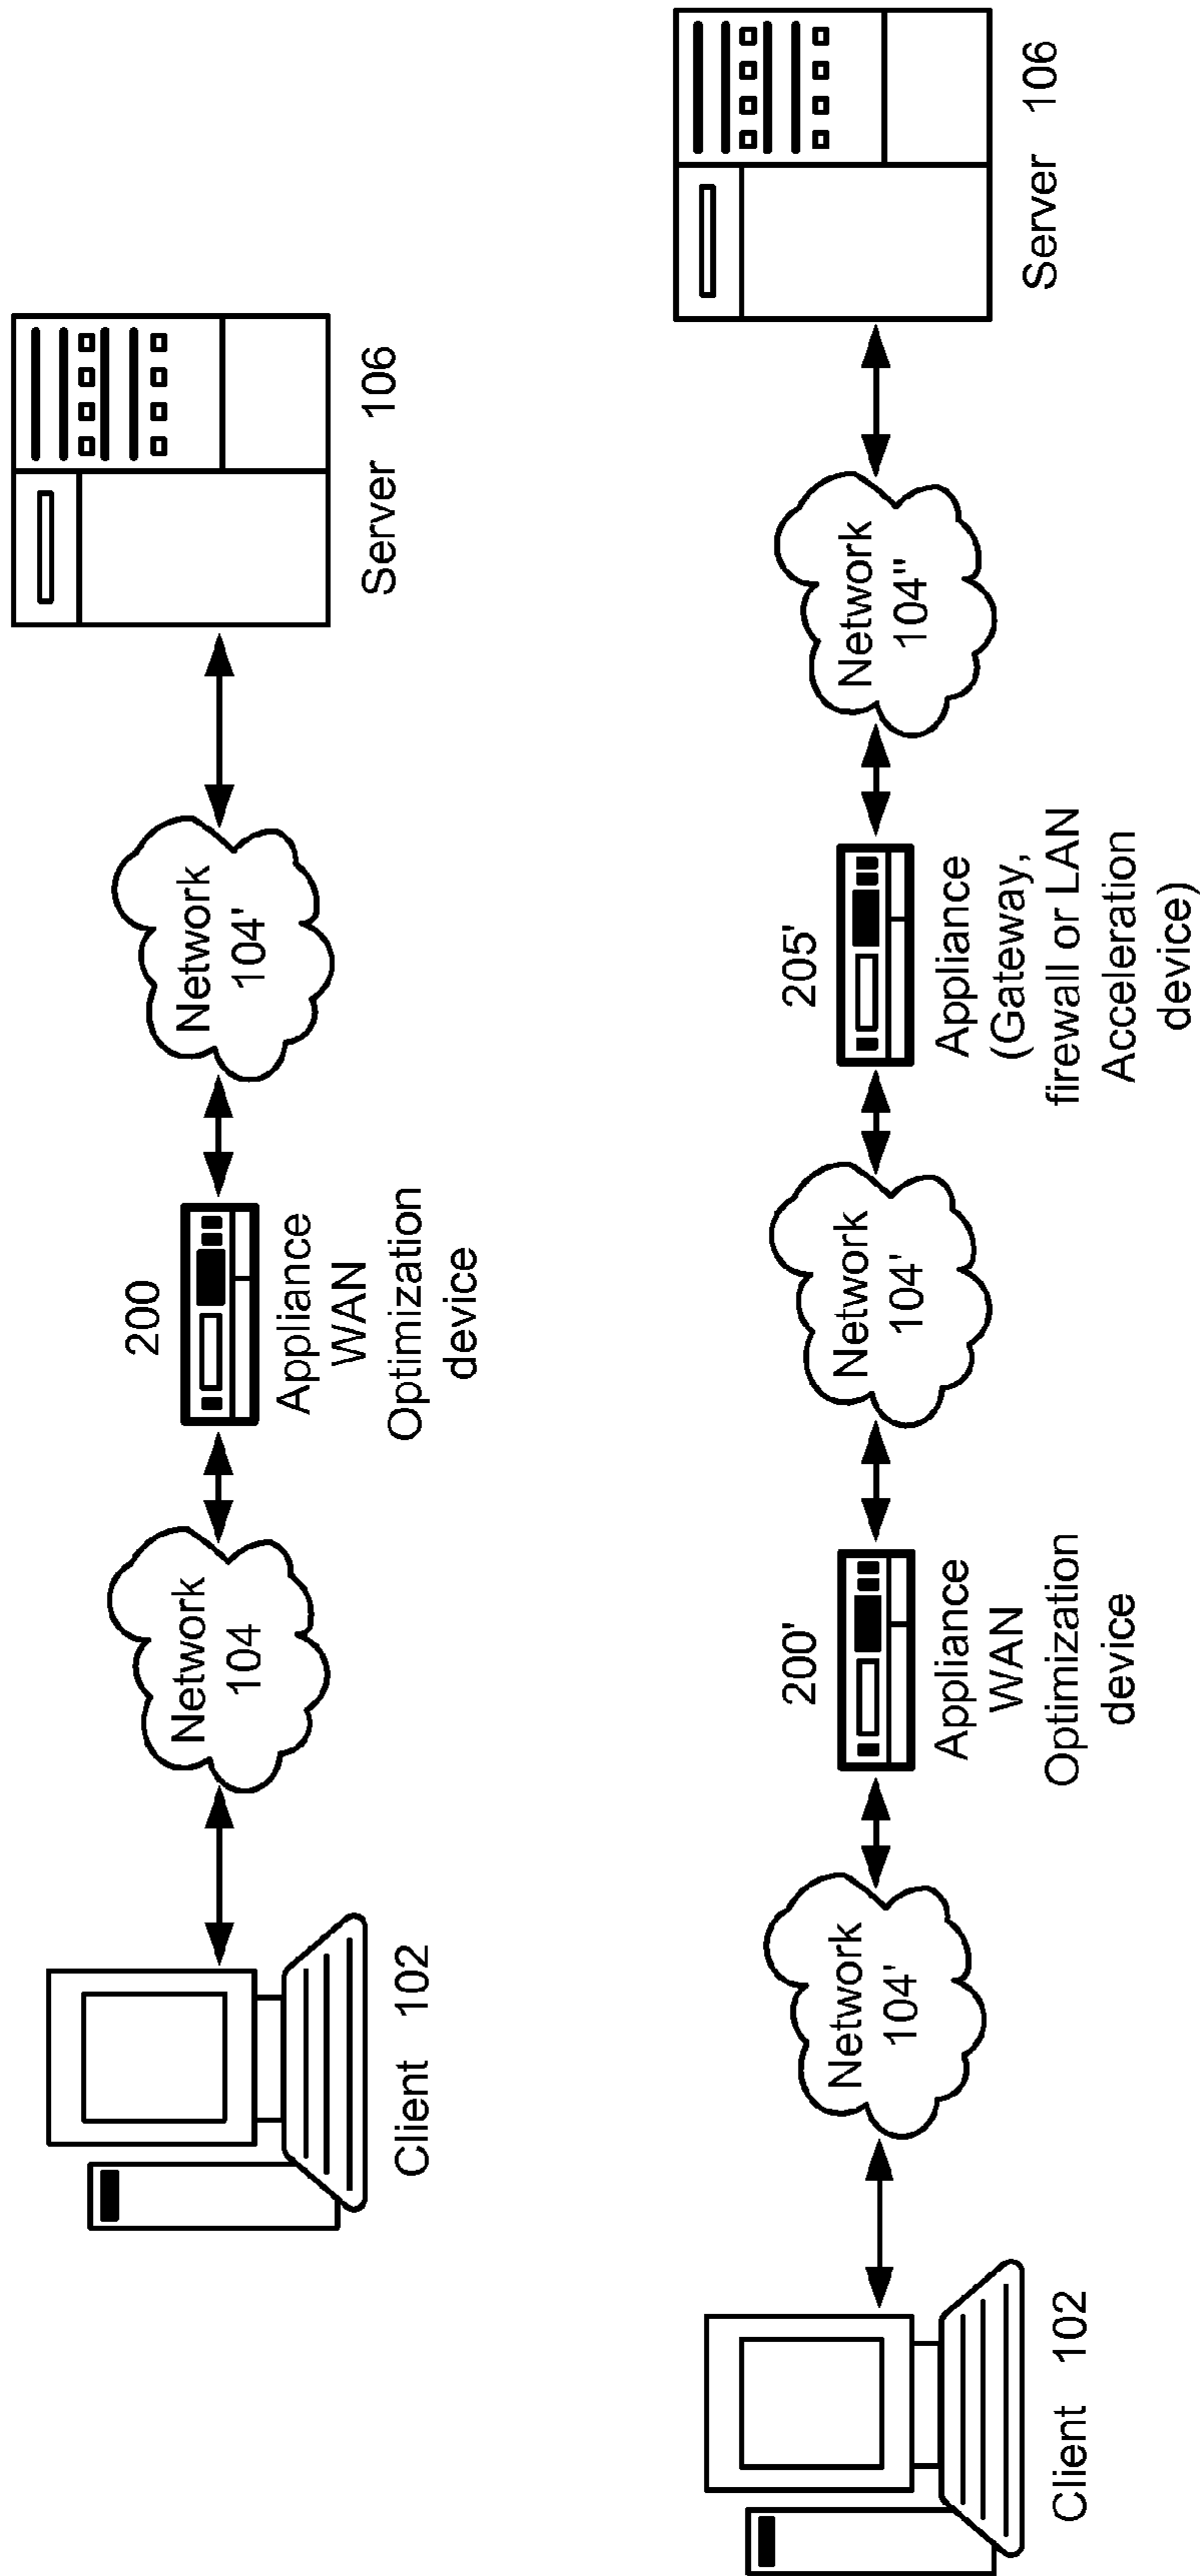 Client 102
Network
104
200
Appliance
WAN
Optimization
device
Network
104'
Server 106
Client 102
Network
104'
200'
Appliance
WAN
Optimization
device
Network
104'
205'
Appliance
(Gateway,
firewall or LAN
Acceleration
device)
Network
104"
Server 106